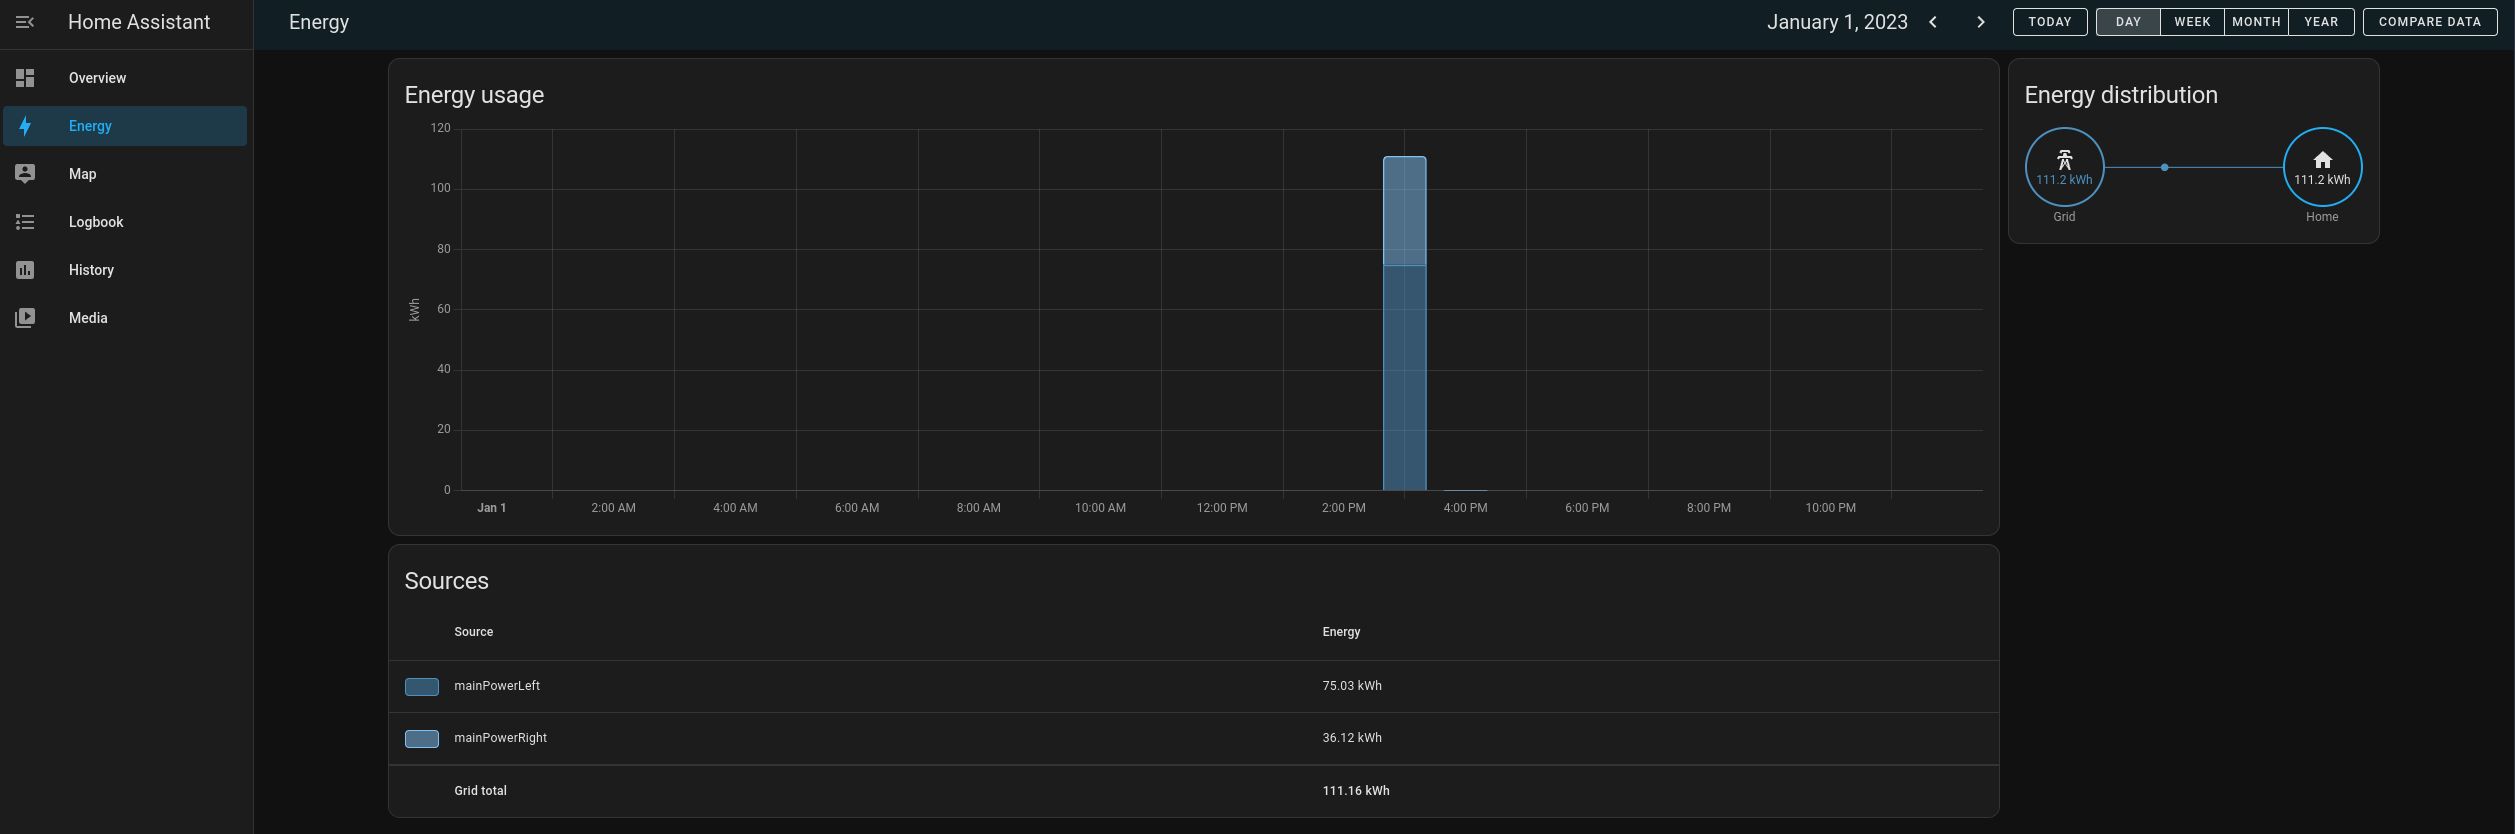 Home Assistant
Energy
January 1, 2023
TODAY
DAY WEEK MONTH YEAR
COMPARE DATA
Overview
Energy
Map
Logbook
History
Media
Energy usage
120
100
80
60
40
20
0
kWh
Jan 1 2:00 AM 4:00 AM 6:00 AM 8:00 AM 10:00 AM 12:00 PM 2:00 PM 4:00 PM 6:00 PM 8:00 PM 10:00 PM
Energy distribution
111.2 kWh
Grid
111.2 kWh
Home
Sources
Source Energy
mainPowerLeft 75.03 kWh
mainPowerRight 36.12 kWh
Grid total 111.16 kWh